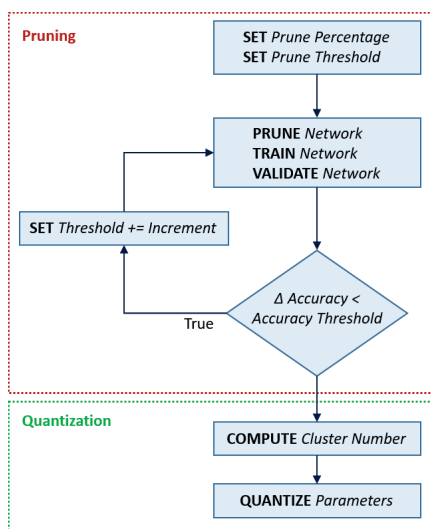 Pruning
SET Prune Percentage
SET Prune Threshold
PRUNE Network
TRAIN Network
VALIDATE Network
SET Threshold += Increment
Δ Accuracy <
Accuracy Threshold
True
Quantization
COMPUTE Cluster Number
QUANTIZE Parameters